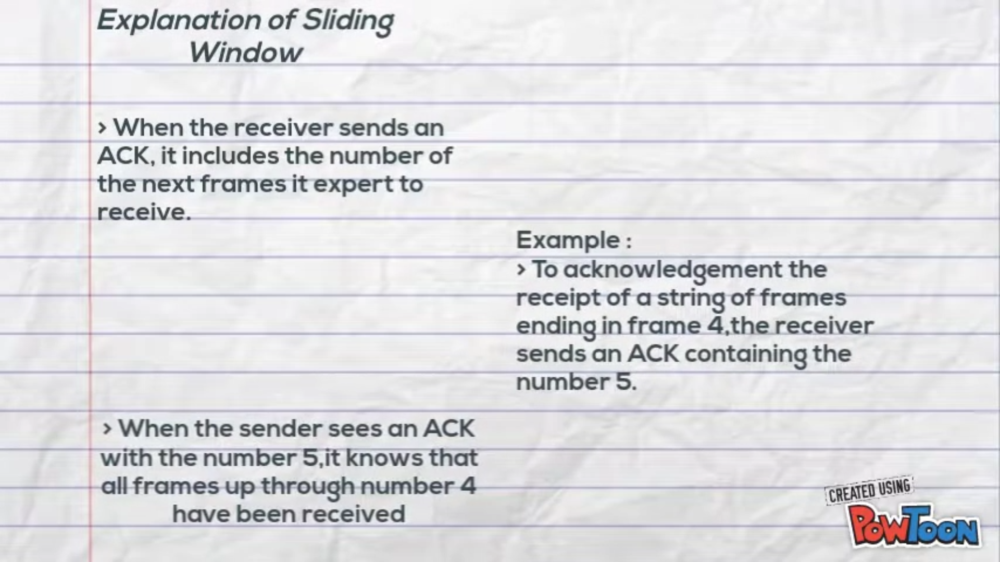 Explanation of Sliding
Window
> When the receiver sends an
ACK, it includes the number of
the next frames it expert to
receive.
Example :
> To acknowledgement the
receipt of a string of frames
ending in frame 4,the receiver
sends an ACK containing the
number 5.
> When the sender sees an ACK
with the number 5,it knows that
all frames up through number 4
have been received
CREATED USING
POWTOON